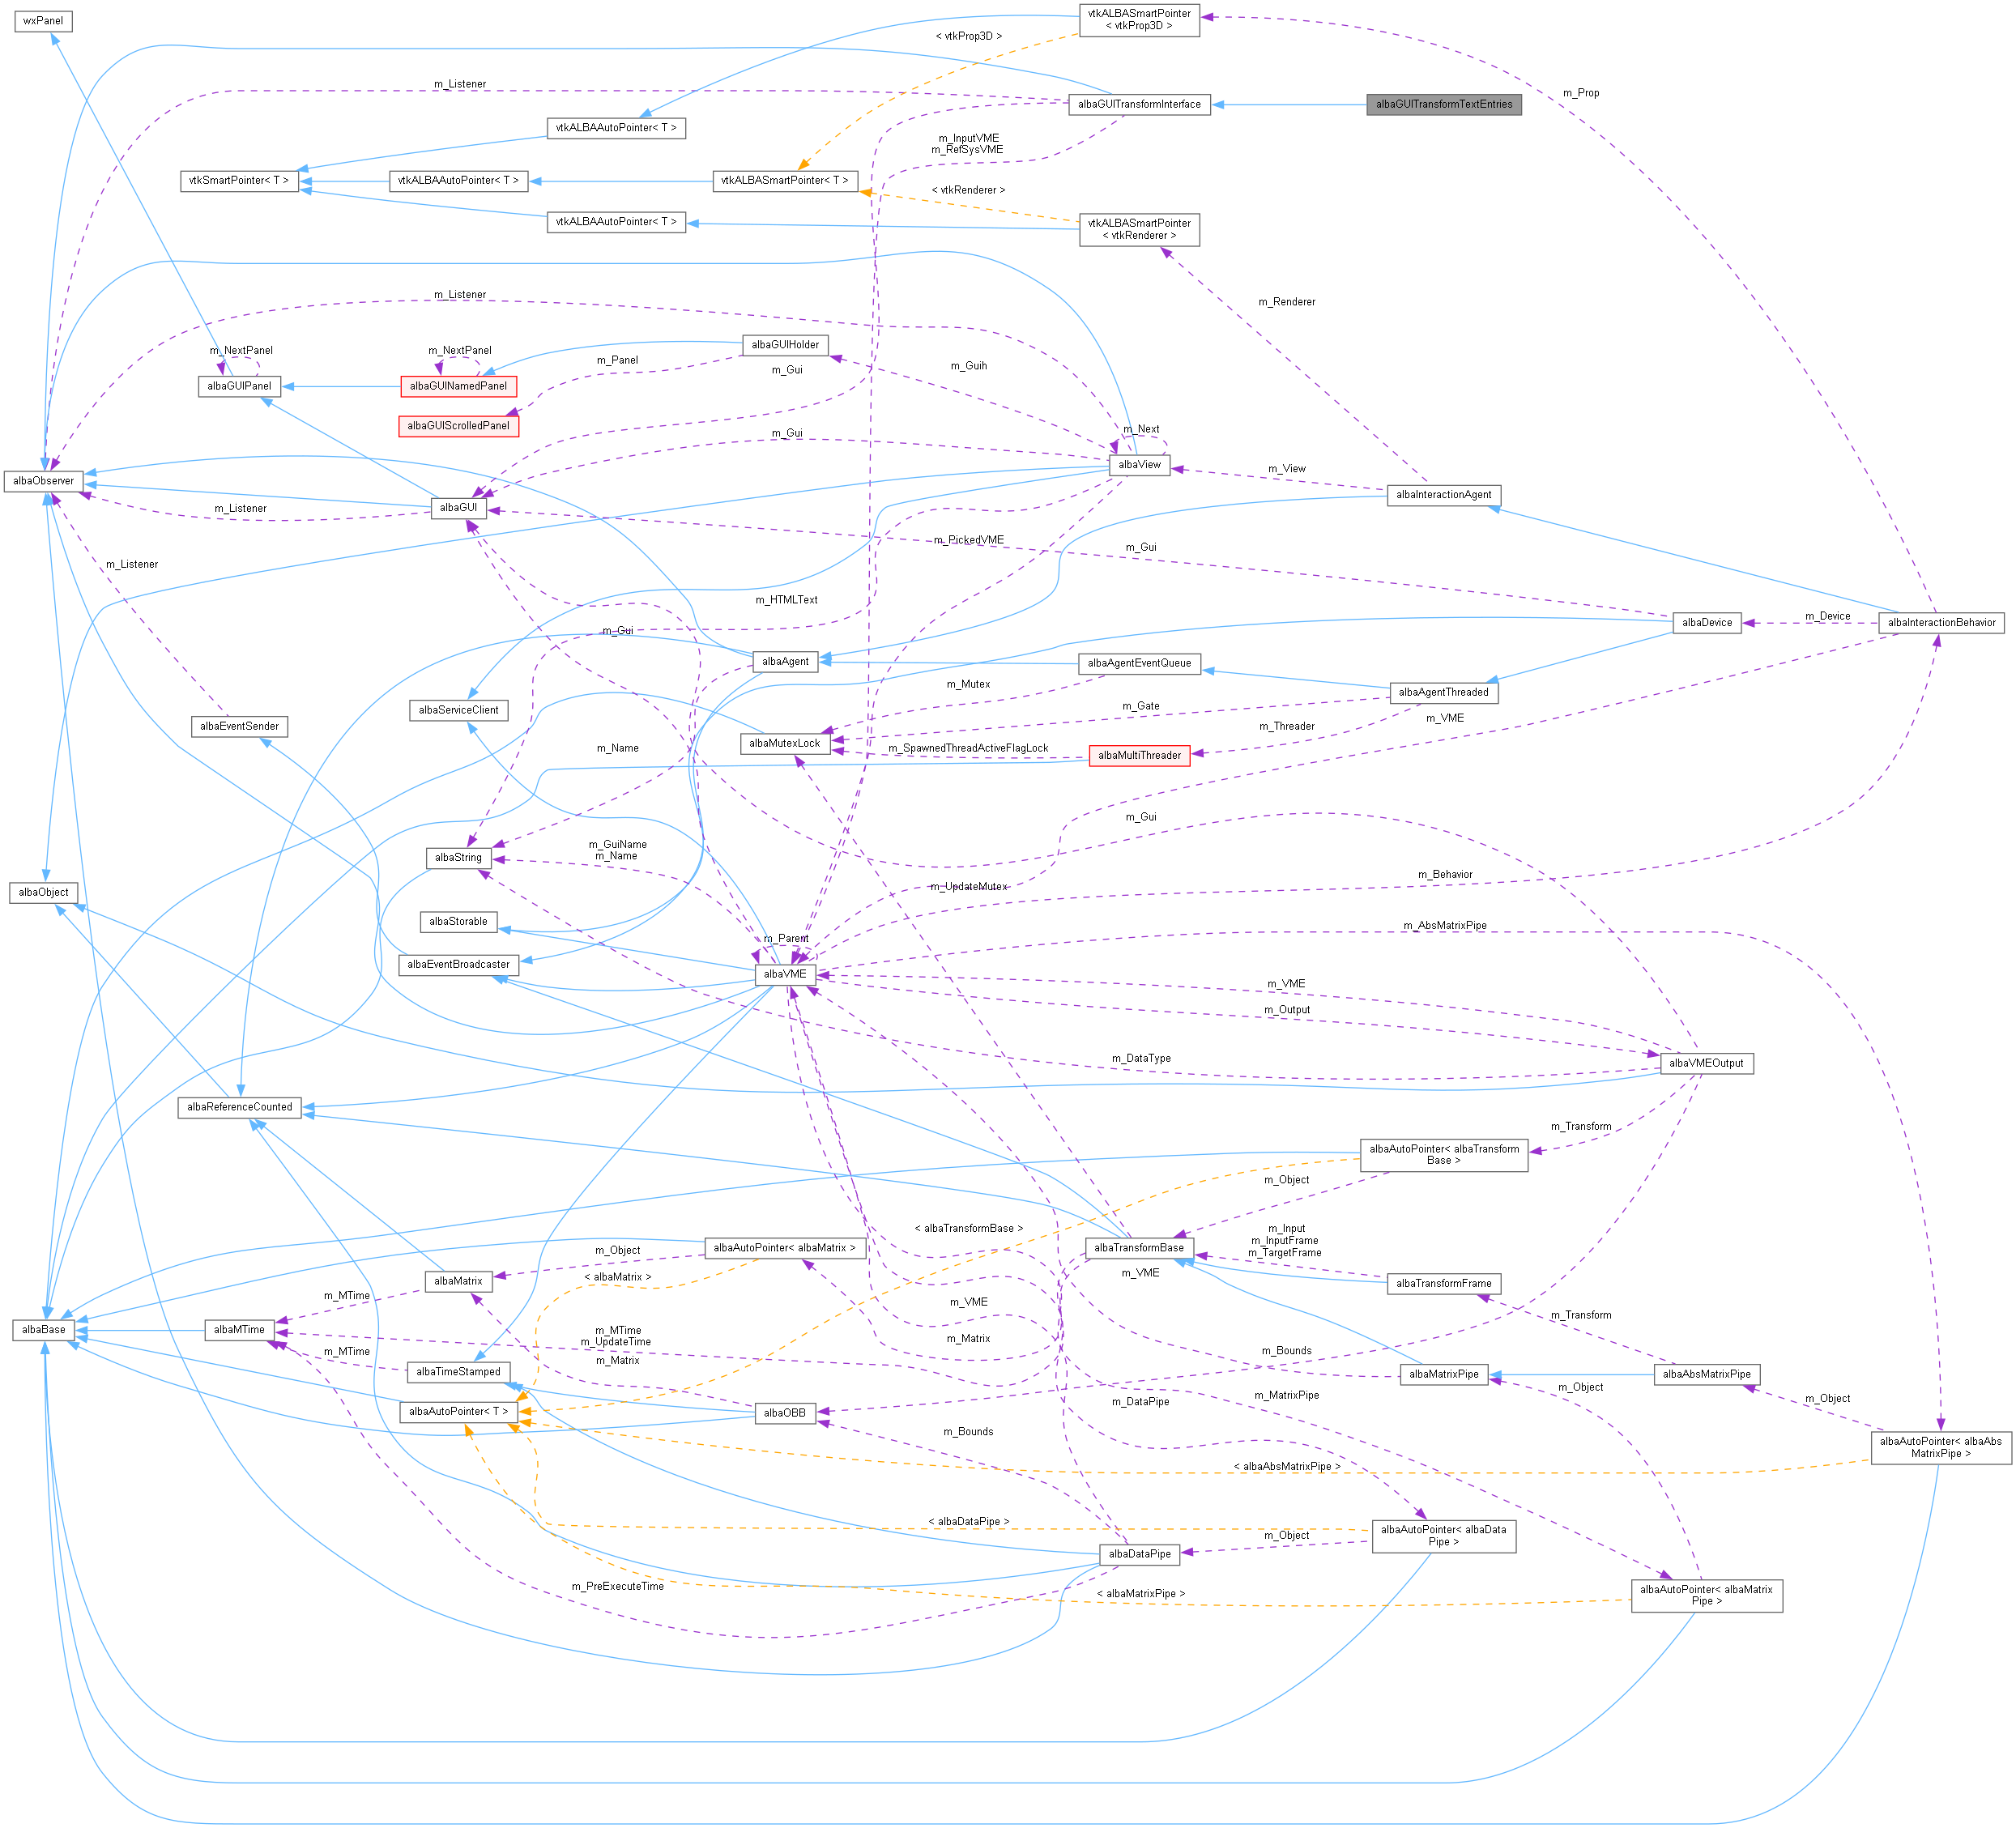 wxPanel
vtkALBASmartPointer
< vtkProp3D >
< vtkProp3D >
m_Listener
albaGUITransformInterface
albaGUITransformTextEntries
m_Prop
vtkALBAAutoPointer< T >
m_InputVME
m_RefSysVME
vtkSmartPointer< T >
vtkALBAAutoPointer< T >
vtkALBASmartPointer< T >
< vtkRenderer >
vtkALBAAutoPointer< T >
vtkALBASmartPointer
< vtkRenderer >
m_Listener
m_Renderer
m_NextPanel
m_NextPanel
albaGUIHolder
m_Panel
m_Guih
m_Gui
albaGUIPanel
albaGUINamedPanel
albaGUIScrolledPanel
m_Gui
m_Next
albaView
m_View
albaObserver
albaGUI
m_Listener
albaInteractionAgent
m_PickedVME
m_Gui
m_Listener
m_HTMLText
m_Gui
albaDevice
m_Device
albaInteractionBehavior
albaAgent
albaAgentEventQueue
m_Mutex
albaAgentThreaded
albaServiceClient
m_Gate
albaEventSender
m_Threader
m_VME
albaMutexLock
m_Name
m_SpawnedThreadActiveFlagLock
albaMultiThreader
m_Gui
m_GuiName
m_Name
albaString
albaObject
m_UpdateMutex
m_Behavior
albaStorable
m_AbsMatrixPipe
m_Parent
albaEventBroadcaster
albaVME
m_VME
m_Output
m_DataType
albaVMEOutput
albaReferenceCounted
m_Transform
albaAutoPointer< albaTransform
Base >
m_Object
< albaTransformBase >
m_Input
m_InputFrame
m_TargetFrame
albaAutoPointer< albaMatrix >
m_Object
albaTransformBase
m_VME
albaMatrix
< albaMatrix >
albaTransformFrame
m_MTime
m_VME
m_Transform
albaBase
albaMTime
m_MTime
m_UpdateTime
m_Matrix
m_MTime
m_Matrix
m_Bounds
albaTimeStamped
albaMatrixPipe
albaAbsMatrixPipe
m_Object
m_MatrixPipe
m_DataPipe
m_Object
albaAutoPointer< T >
albaOBB
m_Bounds
albaAutoPointer< albaAbs
MatrixPipe >
< albaAbsMatrixPipe >
< albaDataPipe >
albaAutoPointer< albaData
Pipe >
m_Object
albaDataPipe
m_PreExecuteTime
< albaMatrixPipe >
albaAutoPointer< albaMatrix
Pipe >